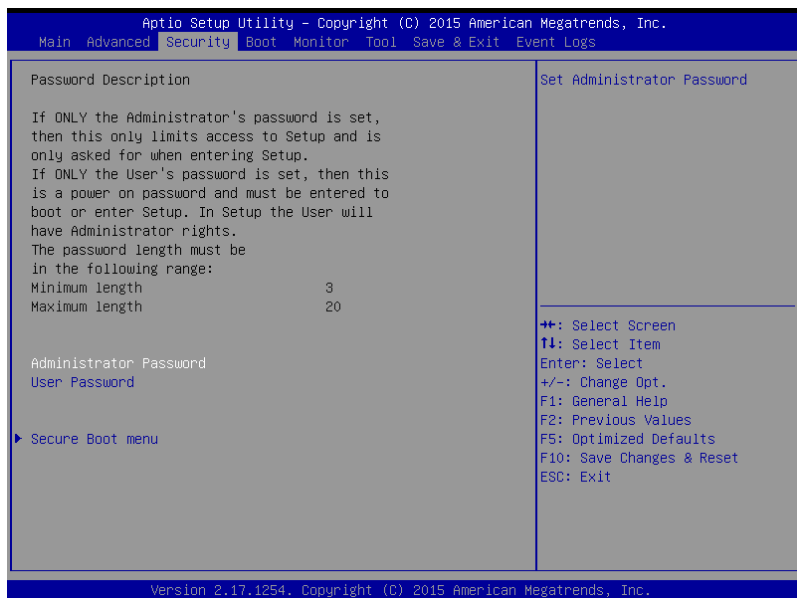 Aptio Setup Utility – Copyright (C) 2015 American Megatrends, Inc.
Main Advanced Security Boot Monitor Tool Save & Exit Event Logs
Password Description
If ONLY the Administrator's password is set,
then this only limits access to Setup and is
only asked for when entering Setup.
If ONLY the User's password is set, then this
is a power on password and must be entered to
boot or enter Setup. In Setup the User will
have Administrator rights.
The password length must be
in the following range:
Minimum length 3
Maximum length 20
Administrator Password
User Password
Secure Boot menu
Set Administrator Password
→←: Select Screen
↑↓: Select Item
Enter: Select
+/-: Change Opt.
F1: General Help
F2: Previous Values
F5: Optimized Defaults
F10: Save Changes & Reset
ESC: Exit
Version 2.17.1254. Copyright (C) 2015 American Megatrends, Inc.